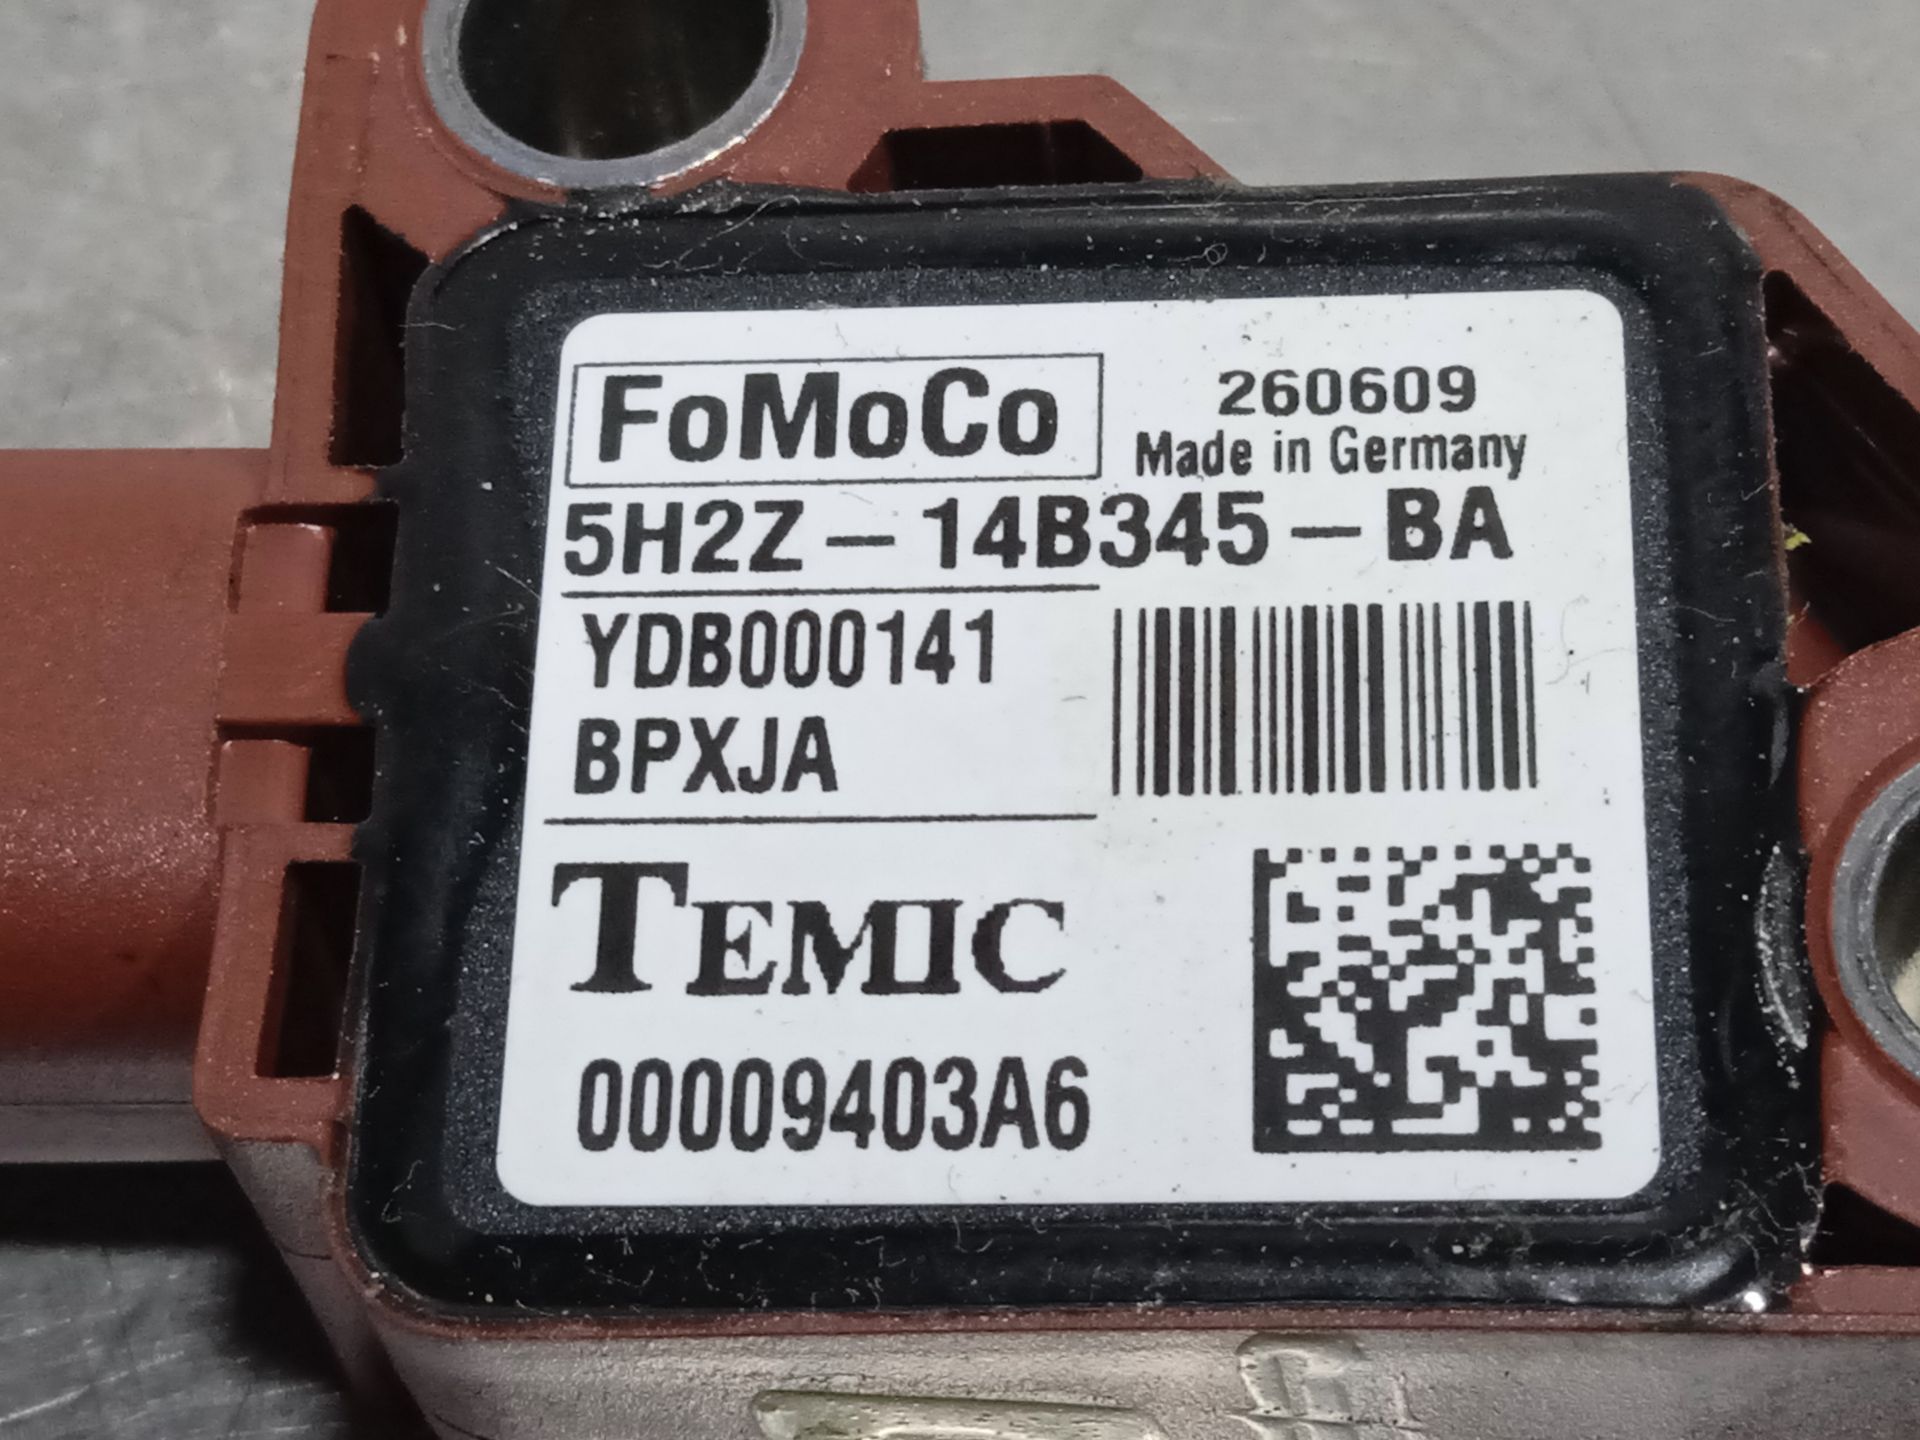 FoMoCo
260609
Made in Germany
5H2Z-14B345-BA
YDB000141
BPXJA
TEMIC
00009403A6